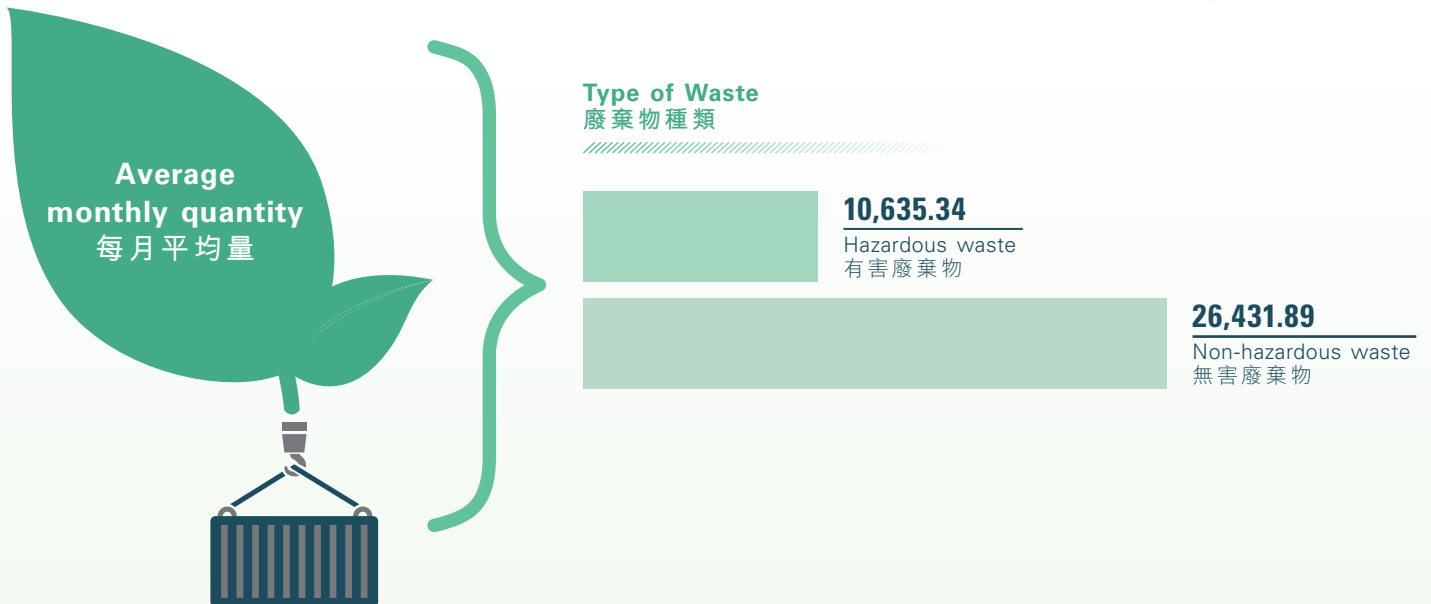 Average
monthly quantity
每月平均量
Type of Waste
廢棄物種類
10,635.34
Hazardous waste
有害廢棄物
26,431.89
Non-hazardous waste
無害廢棄物